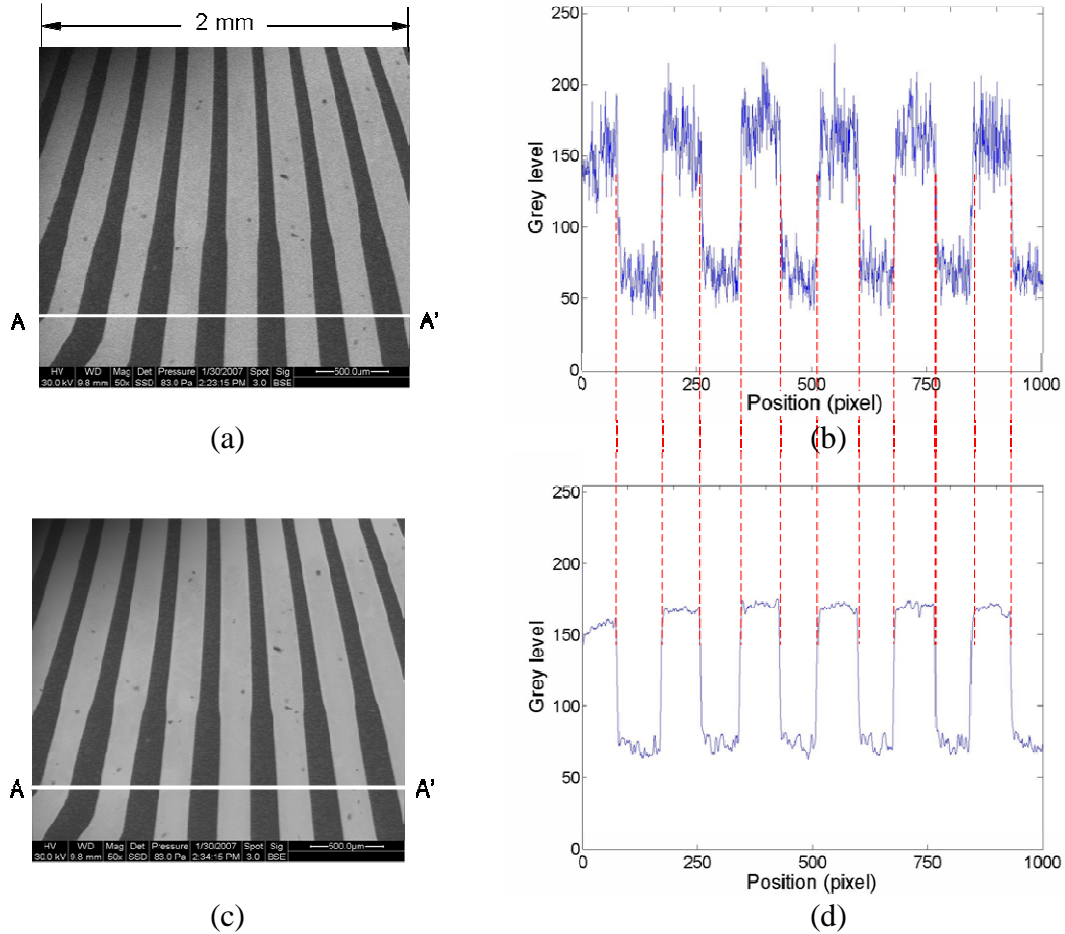 2 mm
A A'
HV WD Mag Det Pressure 1/30/2007 Spot Sig 500.0µm
30.0 kV 9.8 mm 50x SSD 83.0 Pa 2:23:15 PM 3.0 BSE
(a)
250
200
150
100
50
0
Grey level
0 250 500 750 1000
Position (pixel)
(b)
A A'
HV WD Mag Det Pressure 1/30/2007 Spot Sig 500.0µm
30.0 kV 9.8 mm 50x SSD 83.0 Pa 2:34:15 PM 3.0 BSE
(c)
250
200
150
100
50
0
Grey level
0 250 500 750 1000
Position (pixel)
(d)